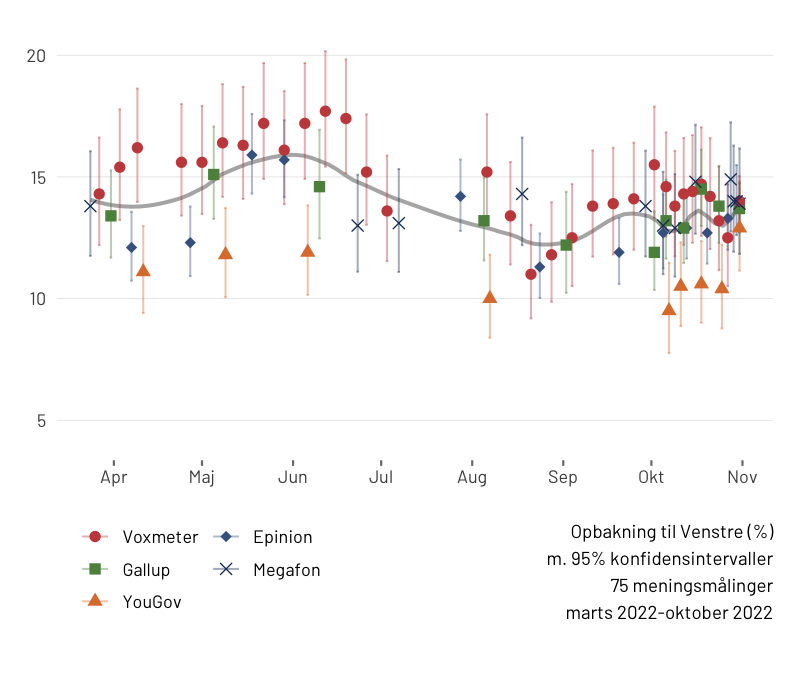 20
15
10
5
Apr Maj Jun Jul Aug Sep Okt Nov
Voxmeter Epinion
Gallup Megafon
YouGov
Opbakning til Venstre (%)
m. 95% konfidensintervaller
75 meningsmålinger
marts 2022-oktober 2022